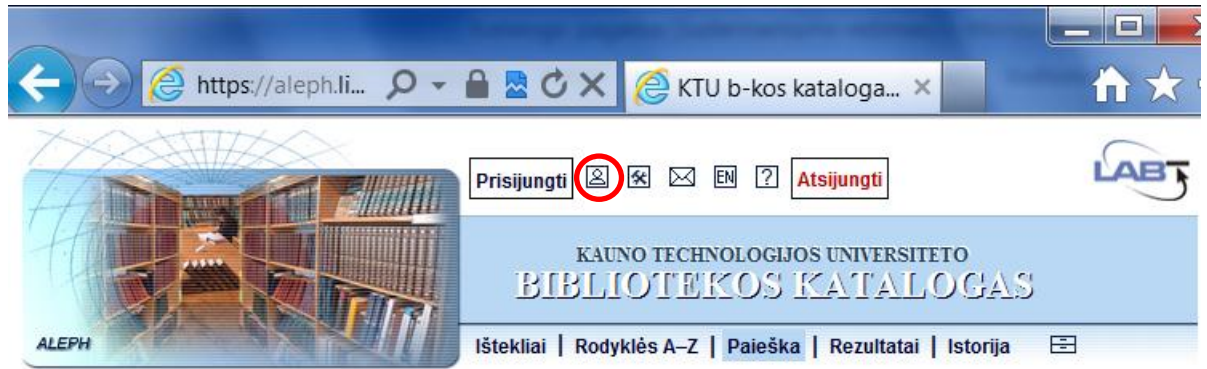 https://aleph.li...
KTU b-kos kataloga...
Prisijungti
EN
?
Atsijungti
LABT
KAUNO TECHNOLOGIJOS UNIVERSITETO
BIBLIOTEKOS KATALOGAS
ALEPH
Ištekliai | Rodyklės A–Z | Paieška | Rezultatai | Istorija